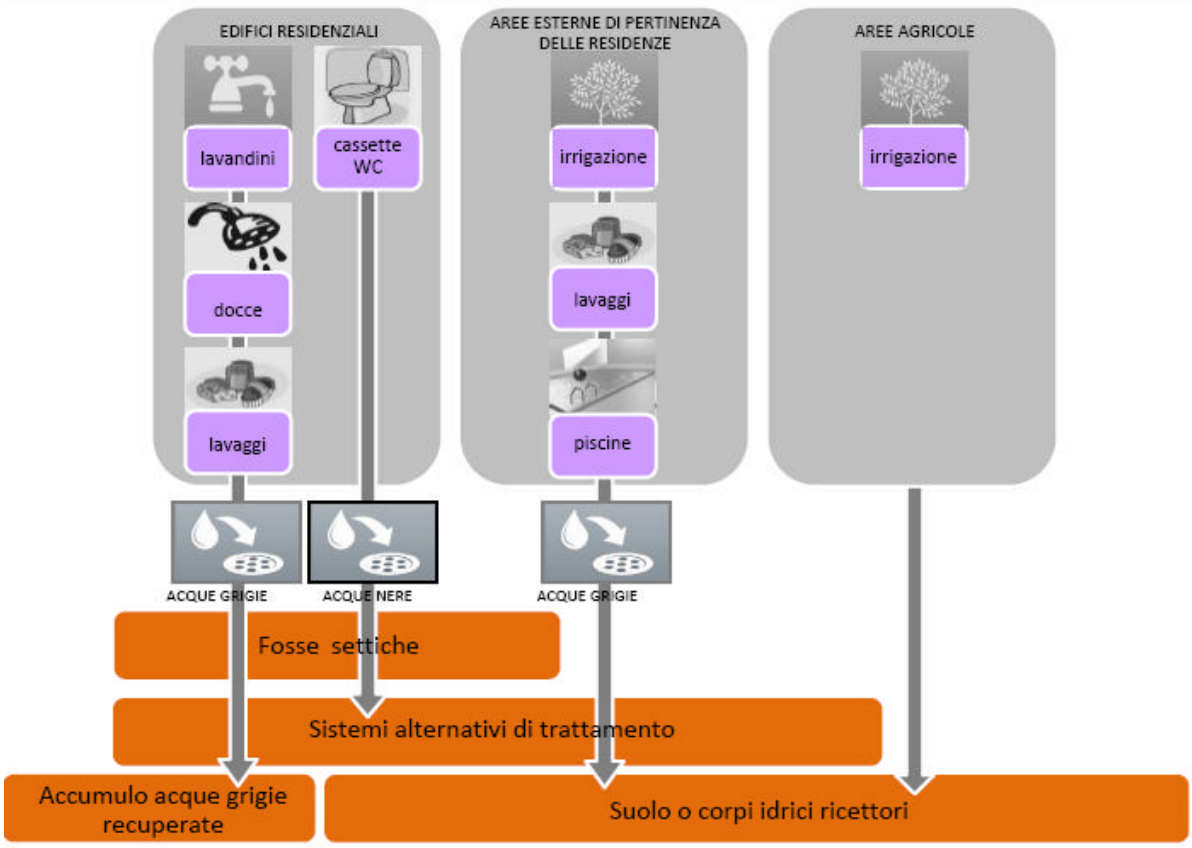 EDIFICI RESIDENZIALI
lavandini
cassette
WC
docce
lavaggi
AREE ESTERNE DI PERTINENZA
DELLE RESIDENZE
irrigazione
lavaggi
piscine
AREE AGRICOLE
irrigazione
ACQUE GRIGIE
ACQUE NERE
ACQUE GRIGIE
Fosse settiche
Sistemi alternativi di trattamento
Accumulo acque grigie
recuperate
Suolo o corpi idrici ricettori